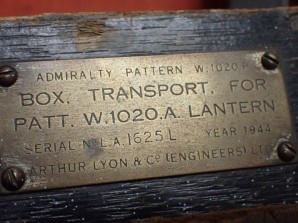 ADMIRALTY PATTERN W.1020.P.
BOX, TRANSPORT, FOR
PATT. W.1020.A. LANTERN
SERIAL Nº L.A.1625 L YEAR 1944
ARTHUR LYON & Cº (ENGINEERS) LTD